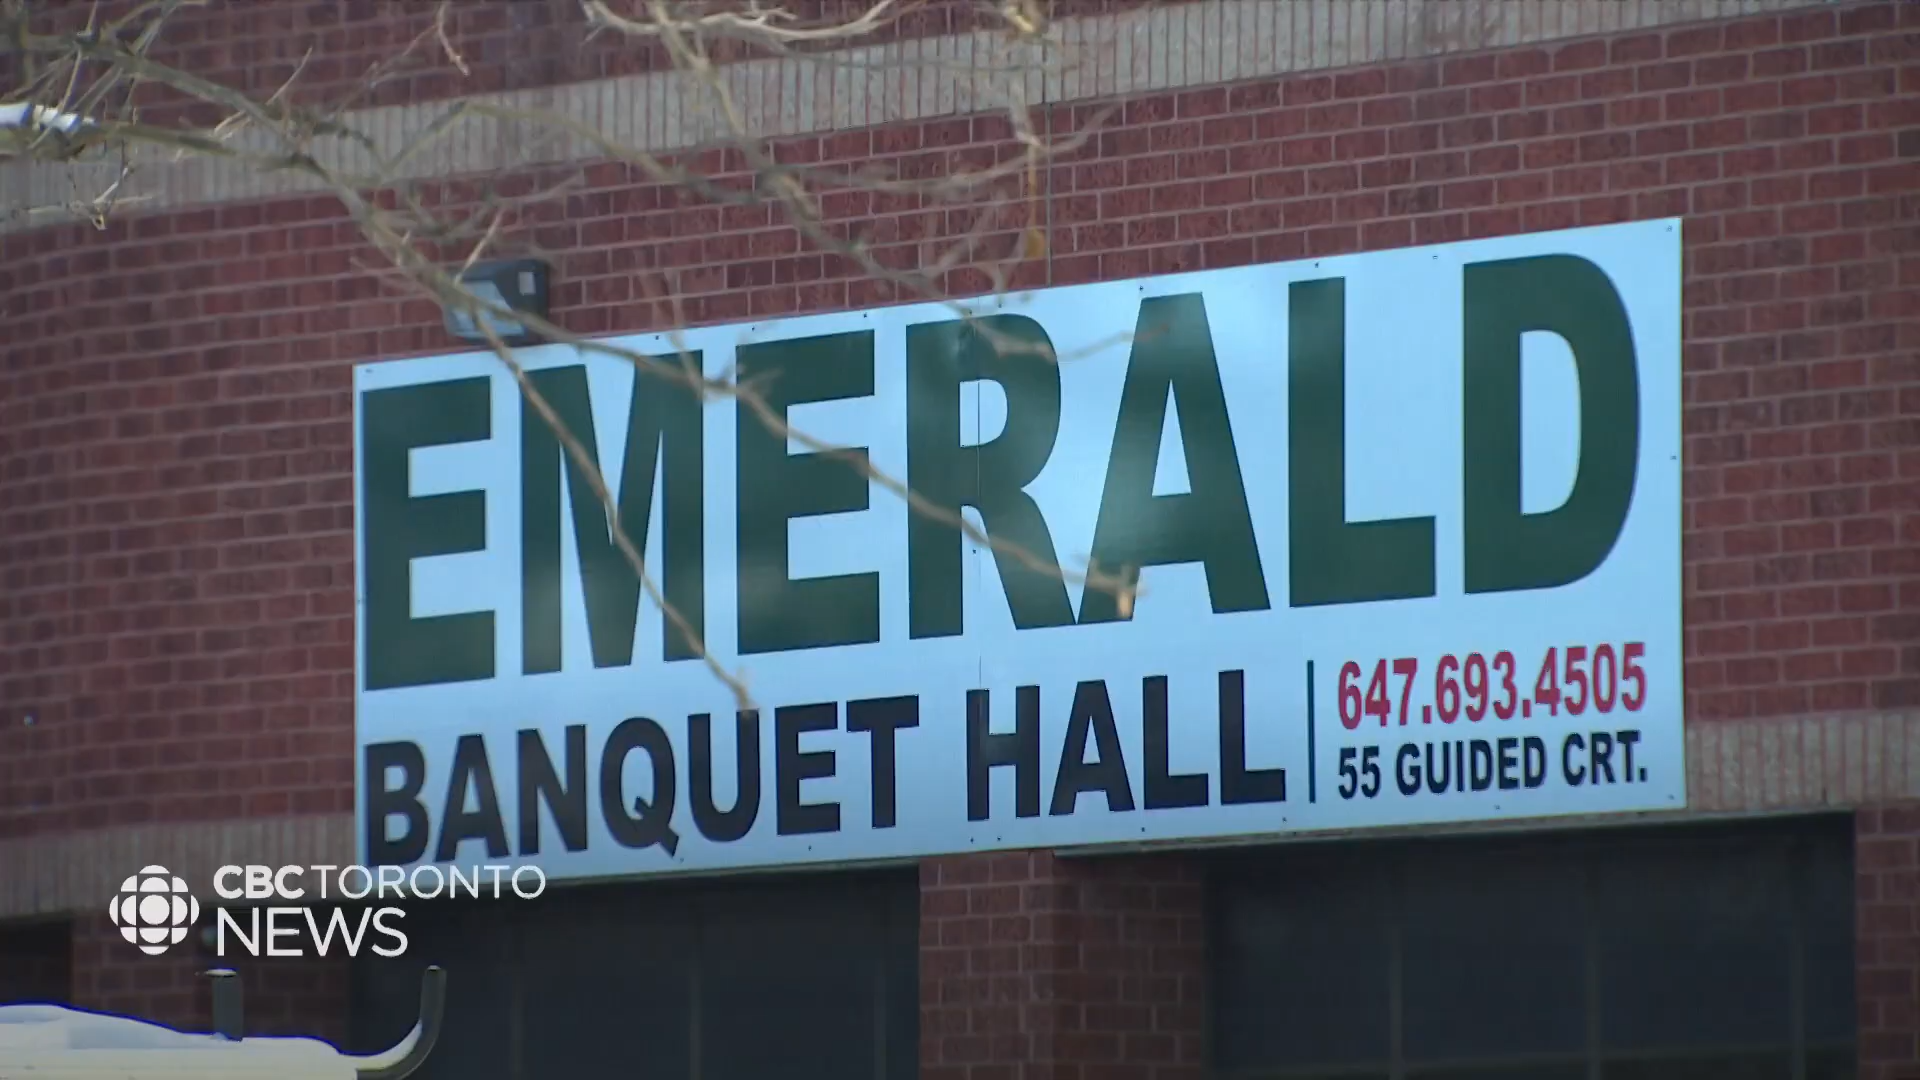 EMERALD
BANQUET HALL
647.693.4505
55 GUIDED CRT.
CBC TORONTO
NEWS